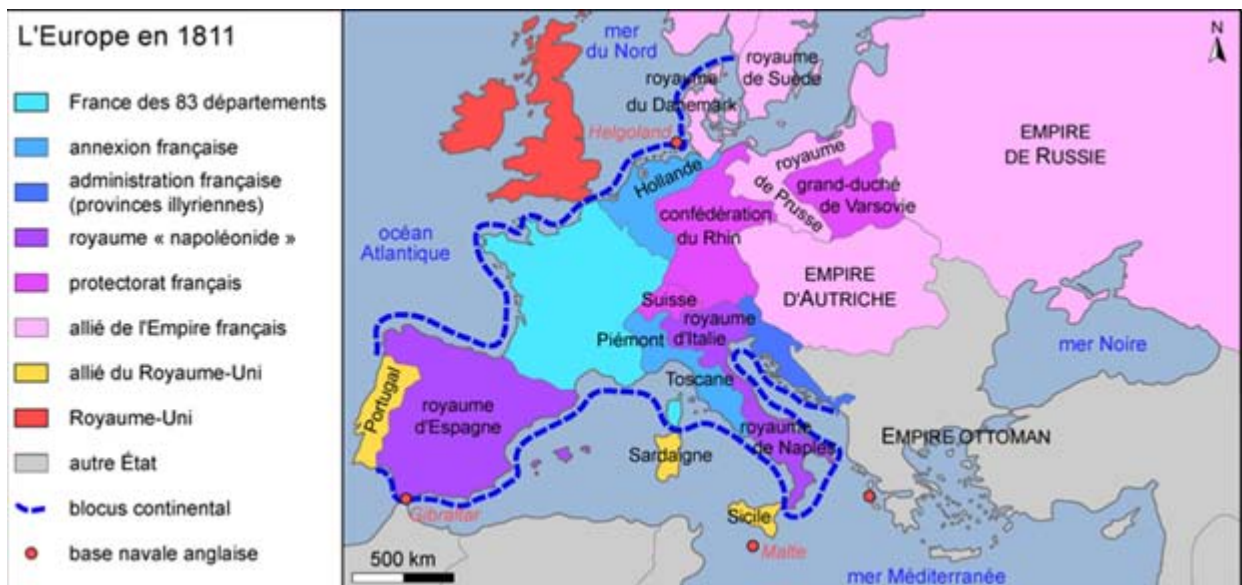 L'Europe en 1811
France des 83 départements
annexion française
administration française
(provinces illyriennes)
royaume « napoléonide »
protectorat français
allié de l'Empire français
allié du Royaume-Uni
Royaume-Uni
autre État
blocus continental
base navale anglaise
mer
du Nord
N
royaume
de Suède
royaume
du Danemark
Helgoland
EMPIRE
DE RUSSIE
royaume
de Prusse
grand-duché
de Varsovie
Hollande
confédération
du Rhin
océan
Atlantique
EMPIRE
D'AUTRICHE
Suisse
royaume
d'Italie
Piémont
mer Noire
Toscane
Portugal
royaume
d'Espagne
royaume
de Naples
EMPIRE OTTOMAN
Sardaigne
Gibraltar
Sicile
Malte
500 km
mer Méditerranée